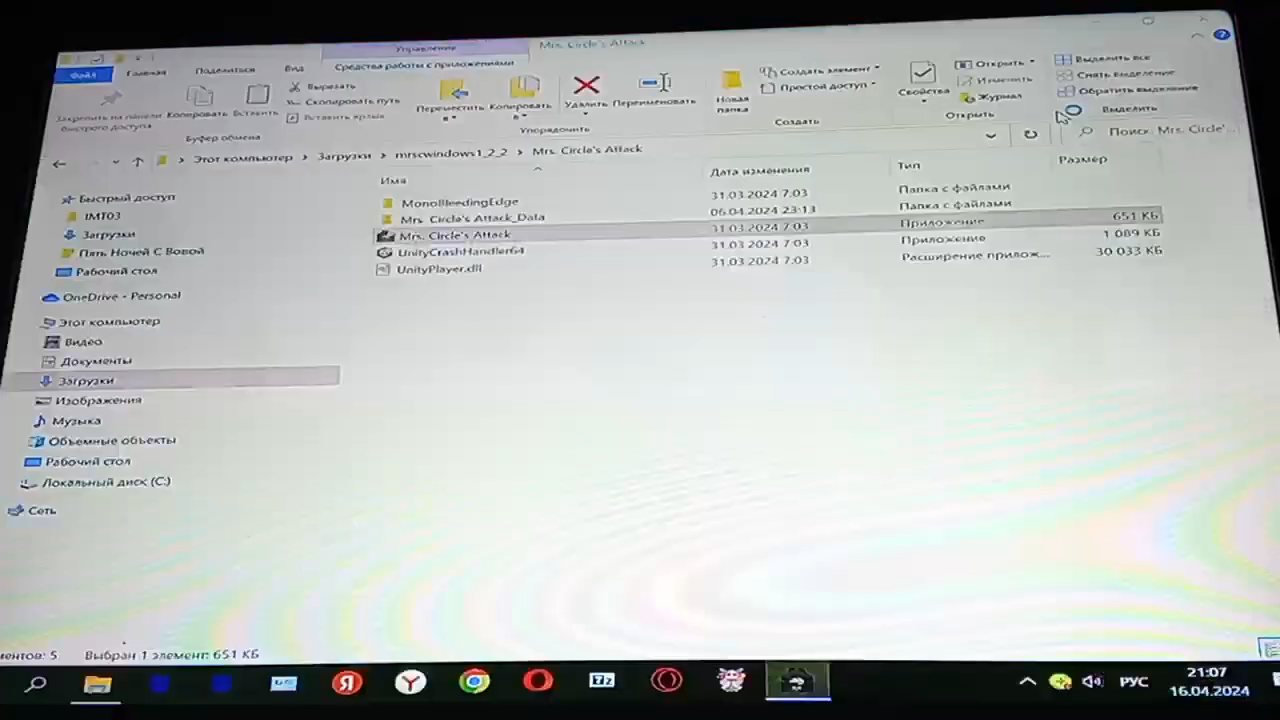 Управление
Mrs. Circle's Attack
Файл
Главная
Поделиться
Вид
Средства работы с приложениями
Закрепить на панели быстрого доступа
Копировать
Вставить
Вырезать
Скопировать путь
Вставить ярлык
Буфер обмена
Переместить в
Копировать в
Удалить
Переименовать
Упорядочить
Новая папка
Создать элемент
Простой доступ
Создать
Свойства
Открыть
Изменить
Журнал
Открыть
Выделить все
Снять выделение
Обратить выделение
Выделить
Этот компьютер > Загрузки > mrscwindows1_2_2 > Mrs. Circle's Attack
Поиск: Mrs. Circle'...
Имя Дата изменения Тип Размер
MonoBleedingEdge 31.03.2024 7:03 Папка с файлами
Mrs. Circle's Attack_Data 06.04.2024 23:13 Папка с файлами
Mrs. Circle's Attack 31.03.2024 7:03 Приложение 651 КБ
UnityCrashHandler64 31.03.2024 7:03 Приложение 1 089 КБ
UnityPlayer.dll 31.03.2024 7:03 Расширение прилож... 30 033 КБ
Быстрый доступ
!МТ03
Загрузки
Пять Ночей С Вовой
Рабочий стол
OneDrive - Personal
Этот компьютер
Видео
Документы
Загрузки
Изображения
Музыка
Объемные объекты
Рабочий стол
Локальный диск (C:)
Сеть
ментов: 5 Выбран 1 элемент: 651 КБ
Я
Y
7z
РУС
21:07
16.04.2024